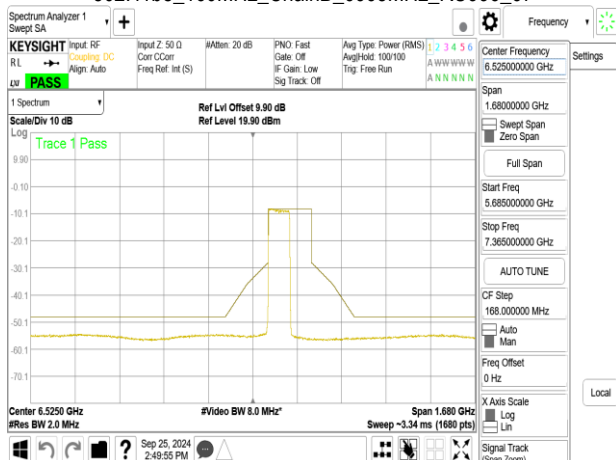 Spectrum Analyzer 1
Swept SA
Frequency
KEYSIGHT
RL
PASS
Input: RF
Coupling: DC
Align: Auto
Input Z: 50 Ω
Corr CCorr
Freq Ref: Int (S)
#Atten: 20 dB
PNO: Fast
Gate: Off
IF Gain: Low
Sig Track: Off
Avg Type: Power (RMS)
Avg|Hold: 100/100
Trig: Free Run
1 2 3 4 5 6
A W W W W W
A N N N N N
1 Spectrum
Scale/Div 10 dB
Ref Lvl Offset 9.90 dB
Ref Level 19.90 dBm
Log
Trace 1 Pass
9.90
-0.10
-10.1
-20.1
-30.1
-40.1
-50.1
-60.1
-70.1
Center 6.5250 GHz
#Res BW 2.0 MHz
#Video BW 8.0 MHz*
Span 1.680 GHz
Sweep ~3.34 ms (1680 pts)
Sep 25, 2024
2:49:55 PM
Center Frequency
6.525000000 GHz
Span
1.68000000 GHz
Swept Span
Zero Span
Full Span
Start Freq
5.685000000 GHz
Stop Freq
7.365000000 GHz
AUTO TUNE
CF Step
168.000000 MHz
Auto
Man
Freq Offset
0 Hz
X Axis Scale
Log
Lin
Signal Track
(Span Zoom)
Settings
Local